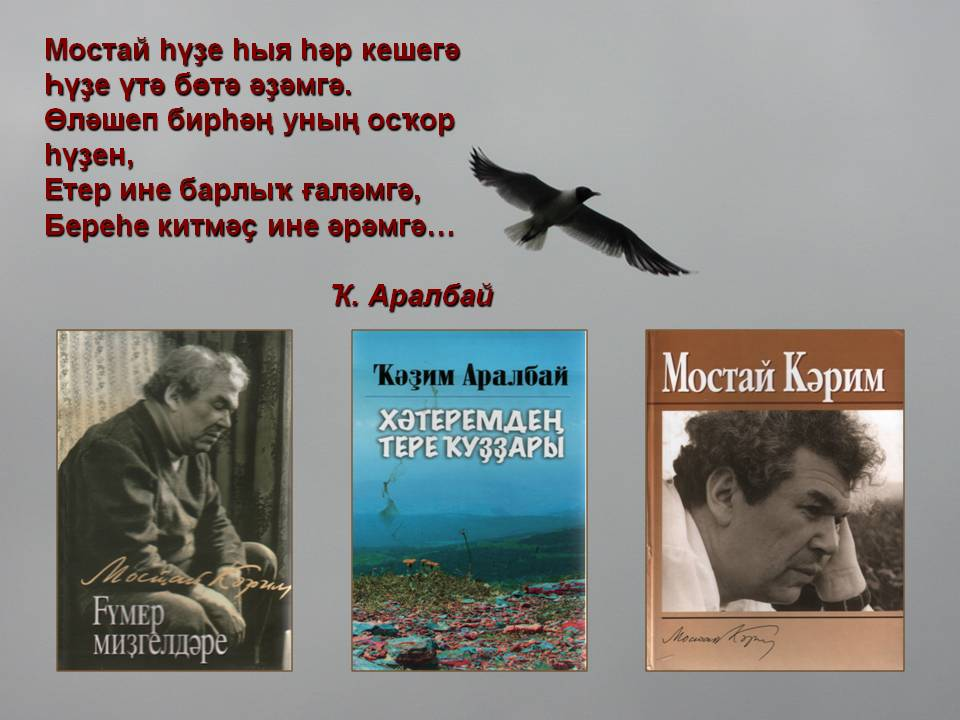 Мостай һүҙе һыя һәр кешегә
Һүҙе үтә бөтә әҙәмгә.
Өләшеп бирһәң уның осҡор
һүҙен,
Етер ине барлыҡ ғаләмгә,
Береһе китмәҫ ине әрәмгә…
Ҡ. Аралбай
Мостай Кәрим
Ғүмер
миҙгелдәре
Ҡәҙим Аралбай
ХӘТЕРЕМДЕҢ
ТЕРЕ ҠУҘҘАРЫ
Мостай Кәрим
Мостай Кәрим